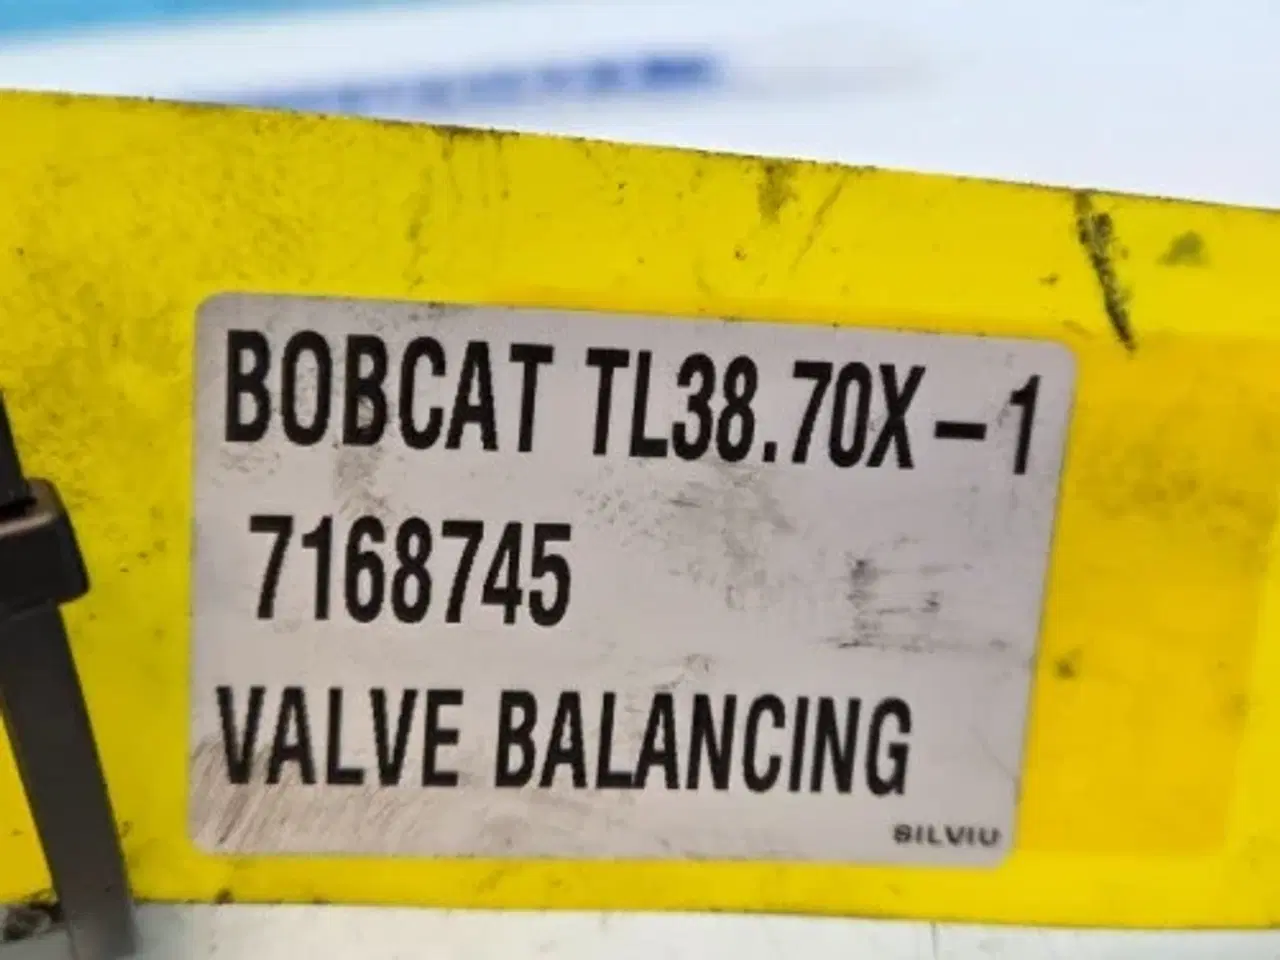 BOBCAT TL38.70X-1
7168745
VALVE BALANCING
SILVIU